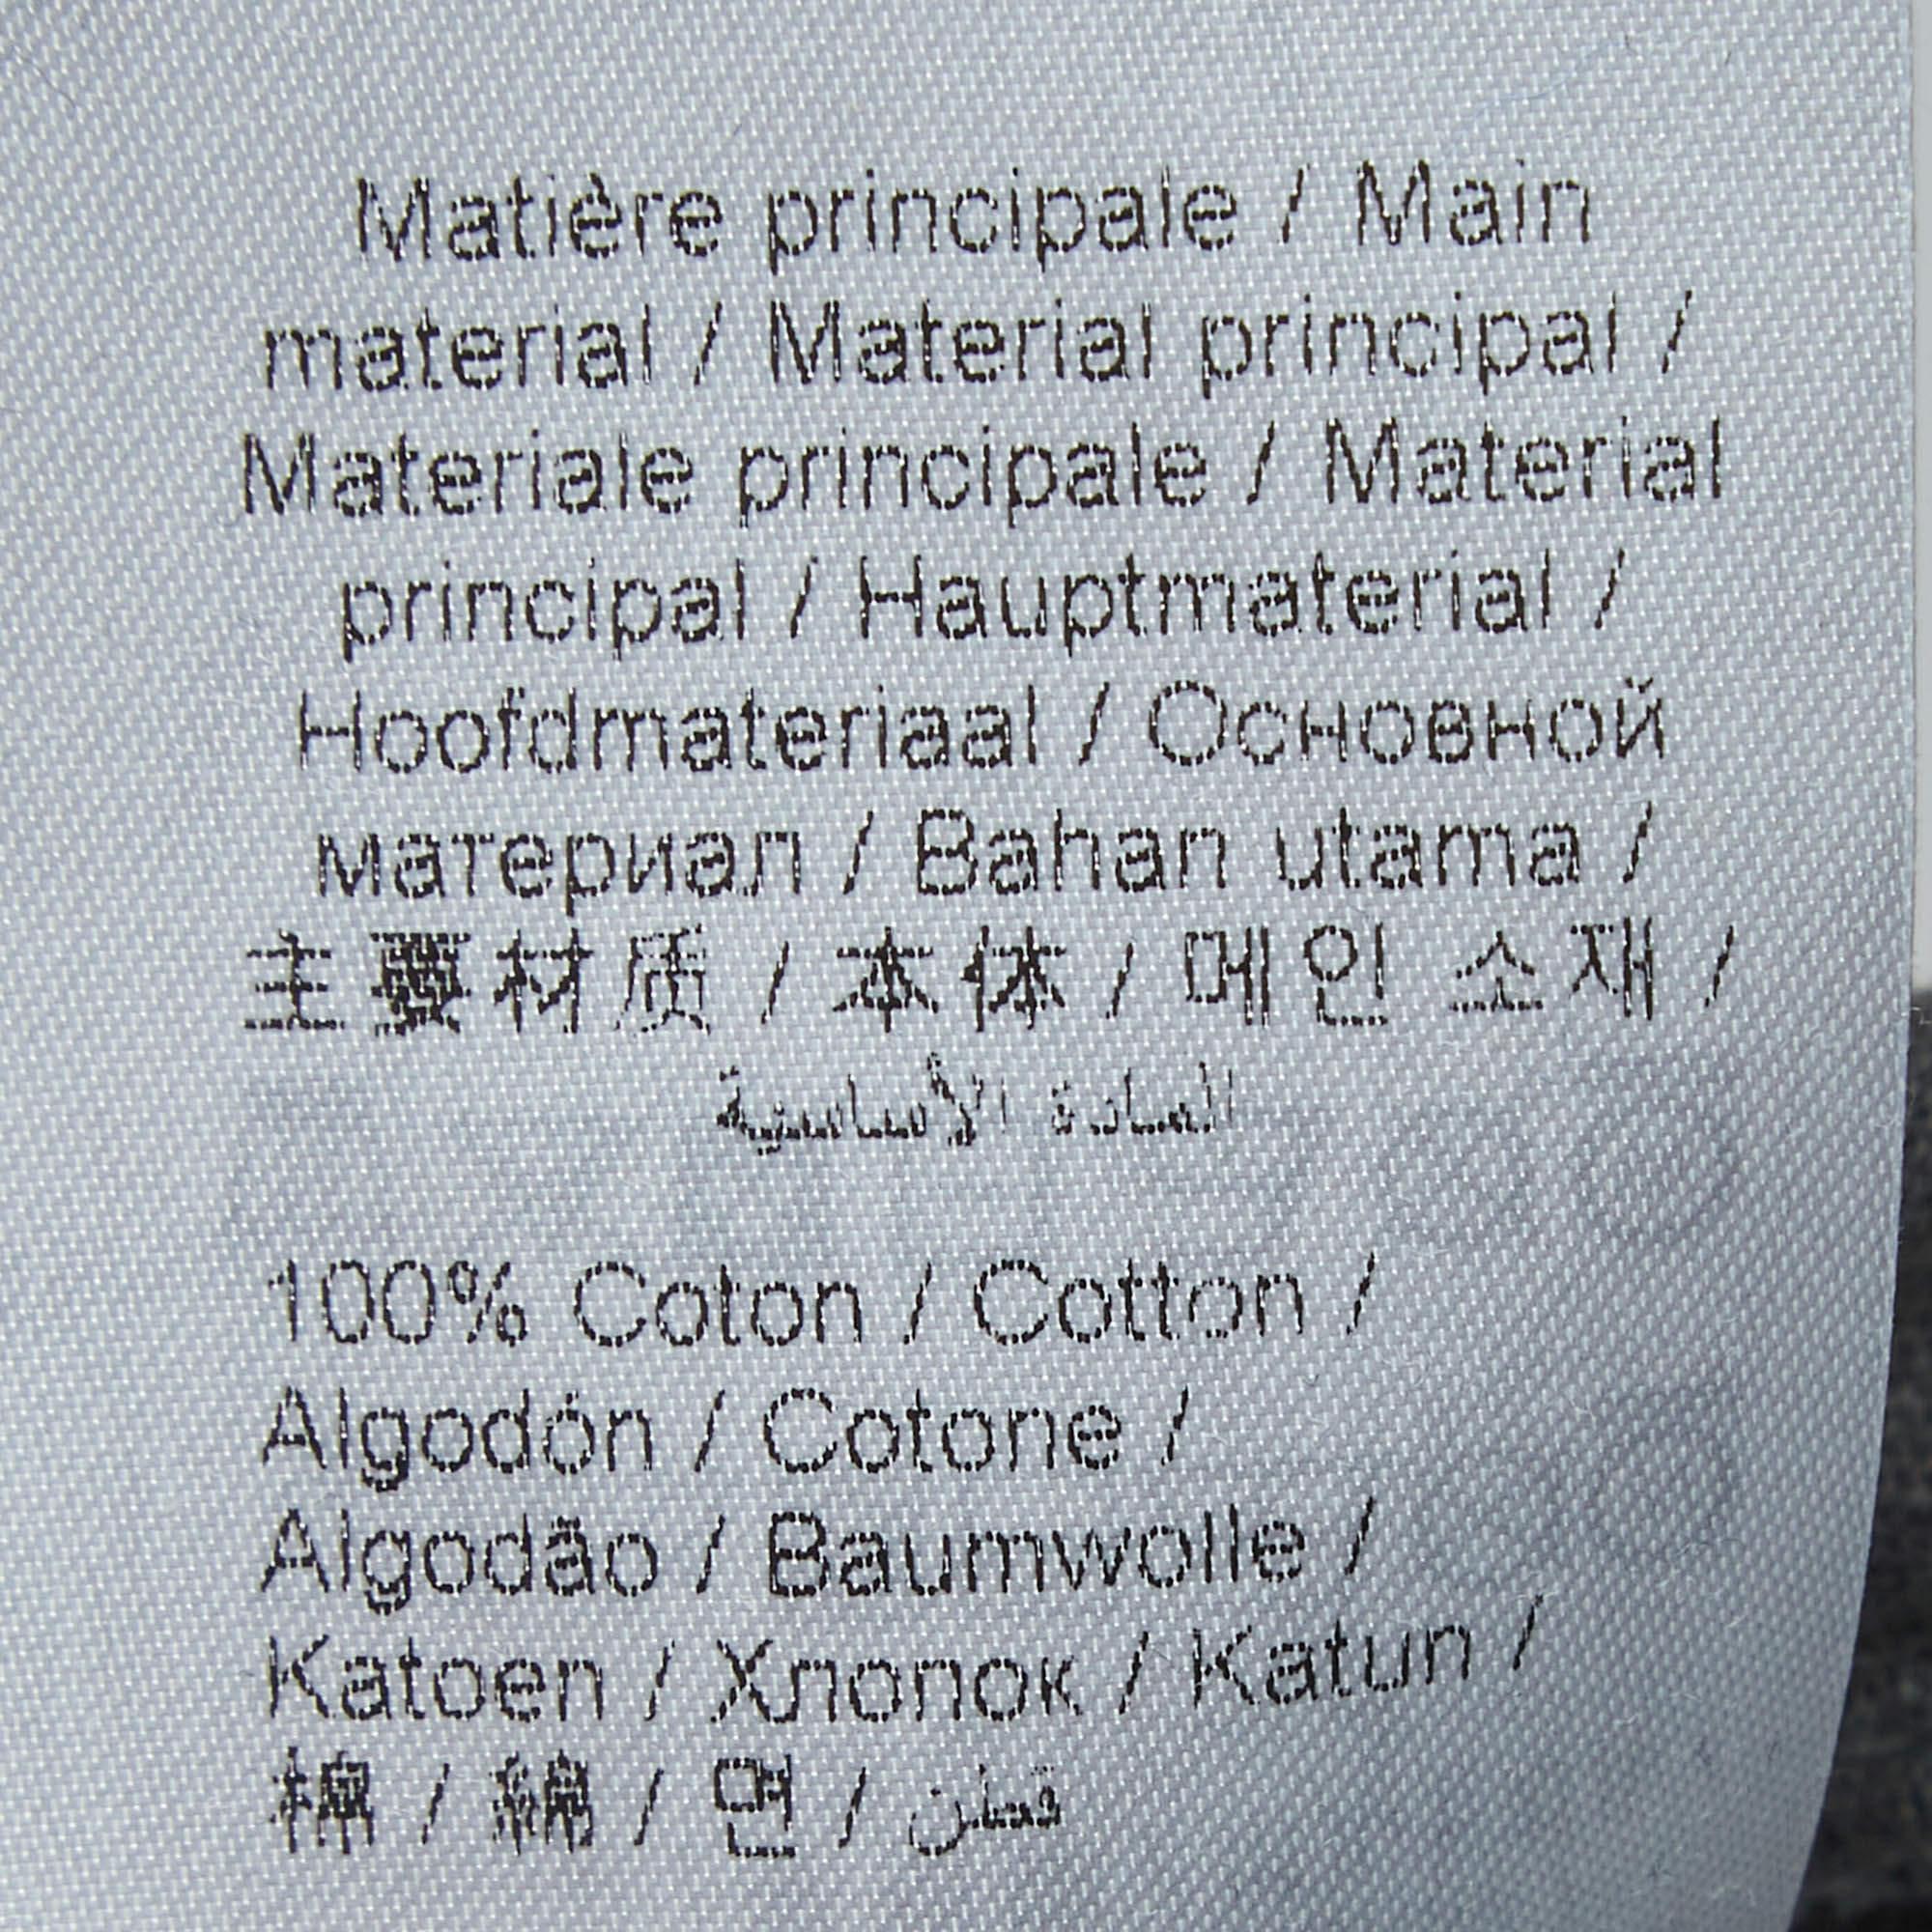 Matière principale / Main
material / Material principal /
Materiale principale / Material
principal / Hauptmaterial /
Hoofdmateriaal / Основной
материал / Bahan utama /
主要材质 / 本体 / 메인 소재 /
المادة الأساسية
100% Coton / Cotton /
Algodón / Cotone /
Algodão / Baumwolle /
Katoen / Хлопок / Katun /
棉 / 綿 / 면 / قطن